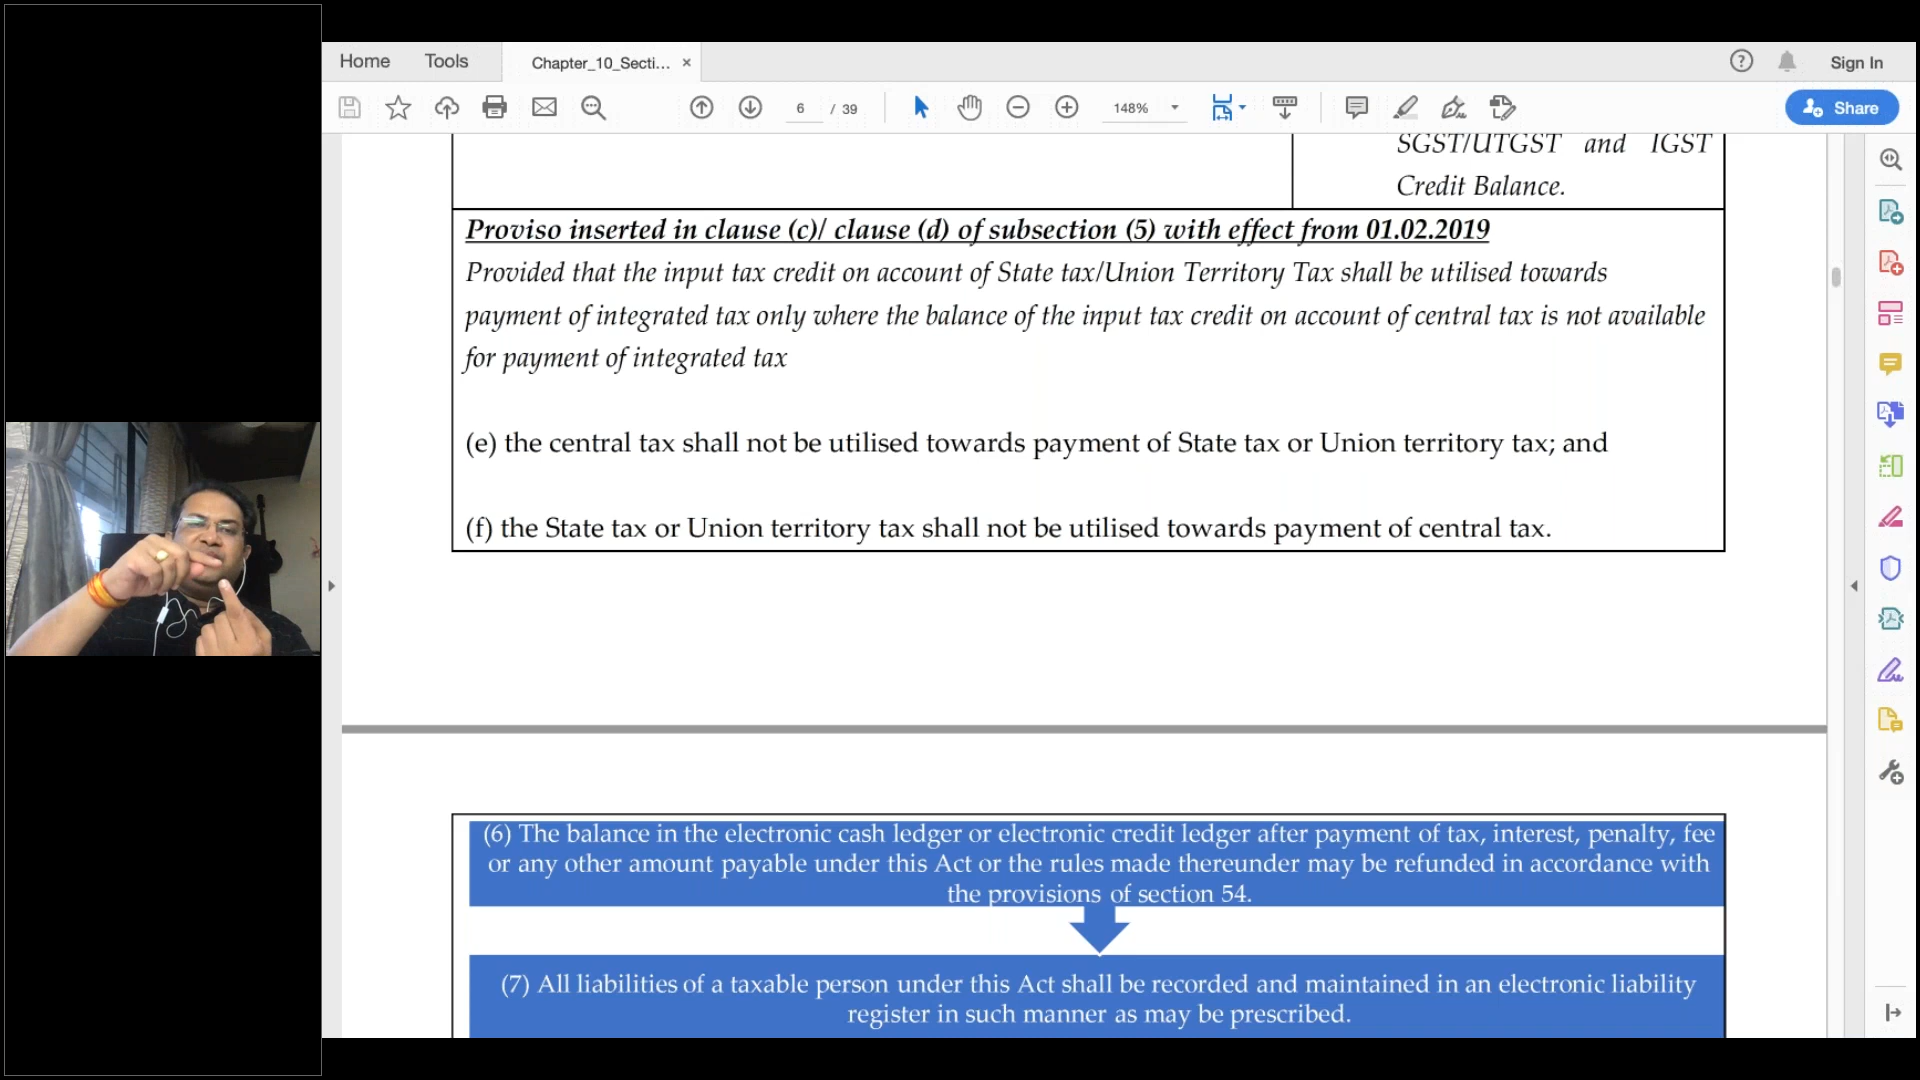 Home Tools Chapter_10_Secti... ×
Sign In
6 / 39
148%
Share
SGST/UTGST and IGST
Credit Balance.
Proviso inserted in clause (c)/ clause (d) of subsection (5) with effect from 01.02.2019
Provided that the input tax credit on account of State tax/Union Territory Tax shall be utilised towards
payment of integrated tax only where the balance of the input tax credit on account of central tax is not available
for payment of integrated tax
(e) the central tax shall not be utilised towards payment of State tax or Union territory tax; and
(f) the State tax or Union territory tax shall not be utilised towards payment of central tax.
(6) The balance in the electronic cash ledger or electronic credit ledger after payment of tax, interest, penalty, fee
or any other amount payable under this Act or the rules made thereunder may be refunded in accordance with
the provisions of section 54.
(7) All liabilities of a taxable person under this Act shall be recorded and maintained in an electronic liability
register in such manner as may be prescribed.